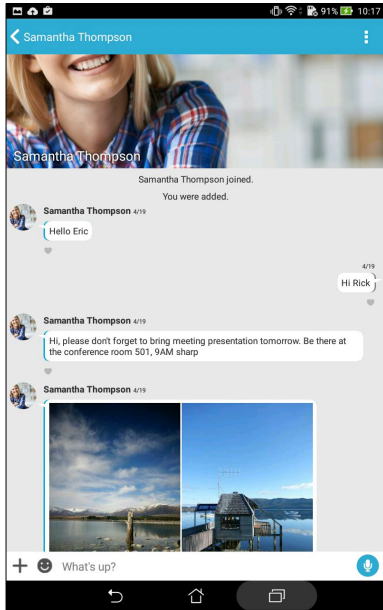 91% 10:17
Samantha Thompson
Samantha Thompson
Samantha Thompson joined.
You were added.
Samantha Thompson 4/19
Hello Eric
4/19
Hi Rick
Samantha Thompson 4/19
Hi, please don't forget to bring meeting presentation tomorrow. Be there at
the conference room 501, 9AM sharp
Samantha Thompson 4/19
What's up?